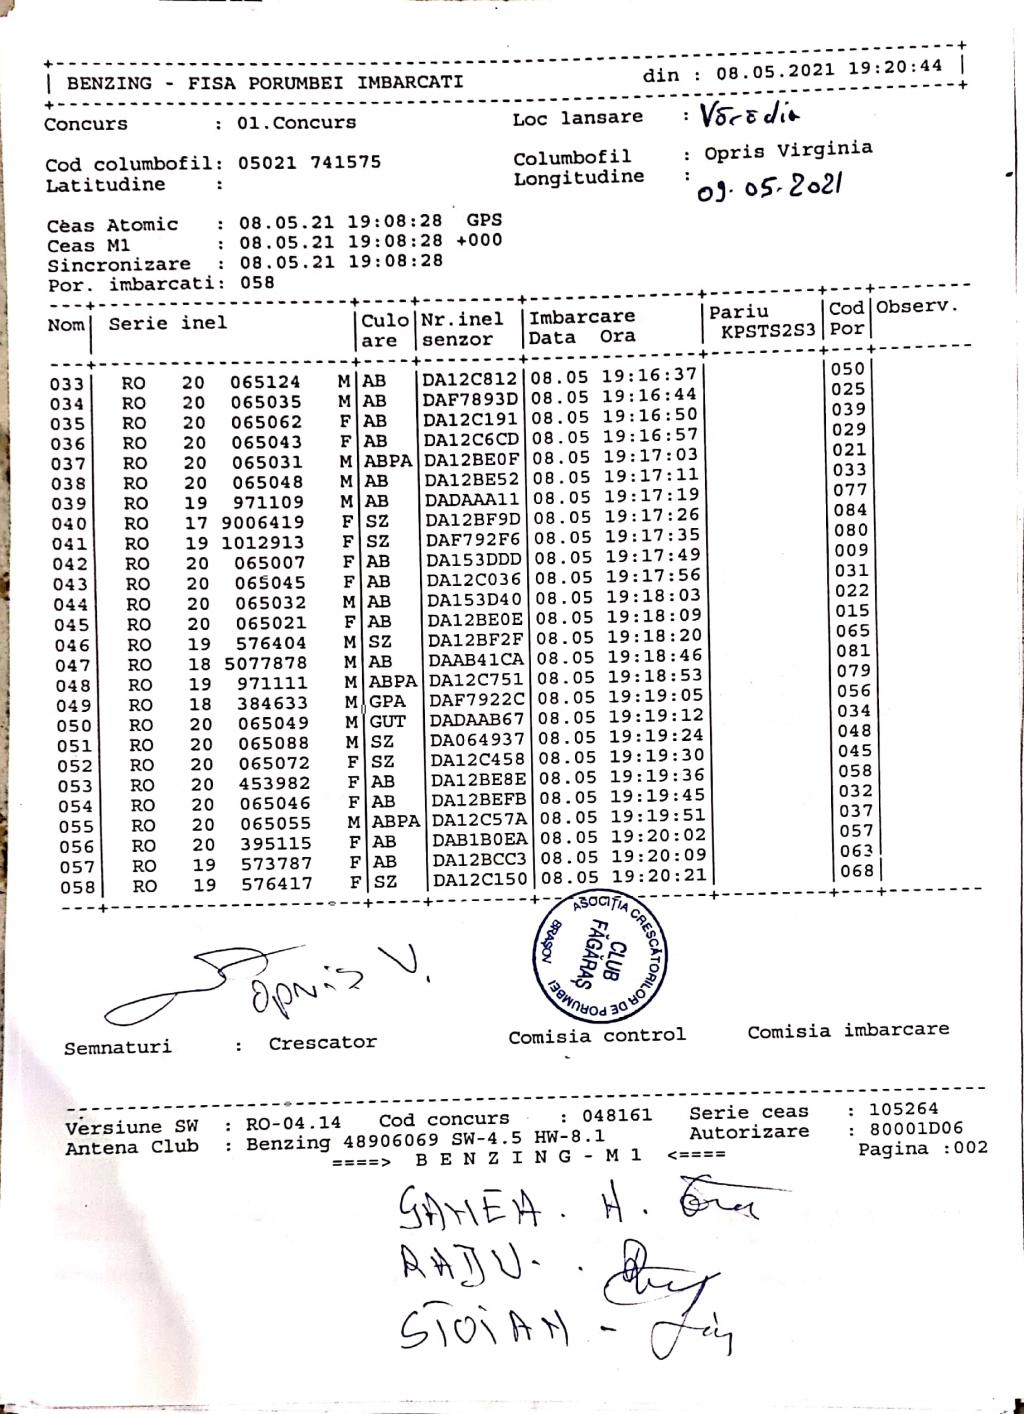 BENZING - FISA PORUMBEI IMBARCATI din : 08.05.2021 19:20:44
Concurs : 01.Concurs Loc lansare : Văradia
Cod columbofil: 05021 741575 Columbofil : Opris Virginia
Latitudine : Longitudine : 09.05.2021
Ceas Atomic : 08.05.21 19:08:28 GPS
Ceas M1 : 08.05.21 19:08:28 +000
Sincronizare : 08.05.21 19:08:28
Por. imbarcati: 058
Nom| Serie inel |Culo|Nr.inel |Imbarcare |Pariu |Cod|Observ.
| |are |senzor |Data Ora | KPSTS2S3|Por|
033| RO 20 065124 M|AB |DA12C812|08.05 19:16:37| |050|
034| RO 20 065035 M|AB |DAF7893D|08.05 19:16:44| |025|
035| RO 20 065062 F|AB |DA12C191|08.05 19:16:50| |039|
036| RO 20 065043 F|AB |DA12C6CD|08.05 19:16:57| |029|
037| RO 20 065031 M|ABPA|DA12BE0F|08.05 19:17:03| |021|
038| RO 20 065048 M|AB |DA12BE52|08.05 19:17:11| |033|
039| RO 19 971109 M|AB |DADAAA11|08.05 19:17:19| |077|
040| RO 17 9006419 F|SZ |DA12BF9D|08.05 19:17:26| |084|
041| RO 19 1012913 F|SZ |DAF792F6|08.05 19:17:35| |080|
042| RO 20 065007 F|AB |DA153DDD|08.05 19:17:49| |009|
043| RO 20 065045 F|AB |DA12C036|08.05 19:17:56| |031|
044| RO 20 065032 M|AB |DA153D40|08.05 19:18:03| |022|
045| RO 20 065021 F|AB |DA12BE0E|08.05 19:18:09| |015|
046| RO 19 576404 M|SZ |DA12BF2F|08.05 19:18:20| |065|
047| RO 18 5077878 M|AB |DAAB41CA|08.05 19:18:46| |081|
048| RO 19 971111 M|ABPA|DA12C751|08.05 19:18:53| |079|
049| RO 18 384633 M|GPA |DAF7922C|08.05 19:19:05| |056|
050| RO 20 065049 M|GUT |DADAAB67|08.05 19:19:12| |034|
051| RO 20 065088 M|SZ |DA064937|08.05 19:19:24| |048|
052| RO 20 065072 F|SZ |DA12C458|08.05 19:19:30| |045|
053| RO 20 453982 F|AB |DA12BE8E|08.05 19:19:36| |058|
054| RO 20 065046 F|AB |DA12BEFB|08.05 19:19:45| |032|
055| RO 20 065055 M|ABPA|DA12C57A|08.05 19:19:51| |037|
056| RO 20 395115 F|AB |DAB1B0EA|08.05 19:20:02| |057|
057| RO 19 573787 F|AB |DA12BCC3|08.05 19:20:09| |063|
058| RO 19 576417 F|SZ |DA12C150|08.05 19:20:21| |068|
ASOCIŢIA CRESCĂTORILOR DE PORUMBEI
BRAŞOV
CLUB
FĂGĂRAŞ
Opris V.
Semnaturi : Crescator Comisia control Comisia imbarcare
Versiune SW : RO-04.14 Cod concurs : 048161 Serie ceas : 105264
Antena Club : Benzing 48906069 SW-4.5 HW-8.1 Autorizare : 80001D06
====> B E N Z I N G - M 1 <==== Pagina :002
GAMEA. H.
RADU-.
STOIAN -